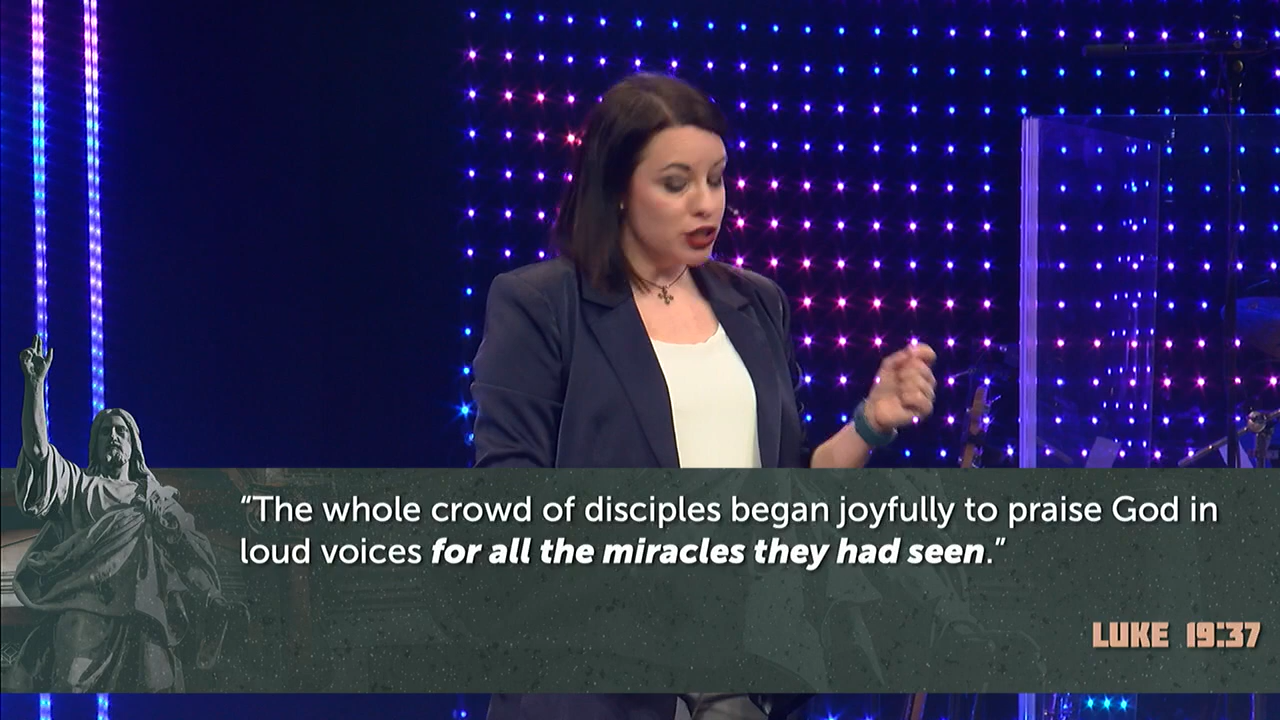 “The whole crowd of disciples began joyfully to praise God in
loud voices for all the miracles they had seen.”
LUKE 19:37